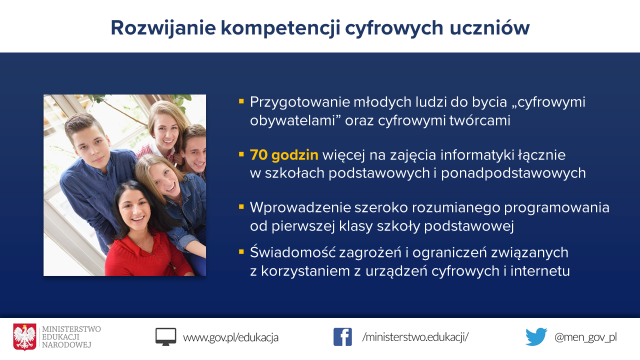 Rozwijanie kompetencji cyfrowych uczniów
Przygotowanie młodych ludzi do bycia „cyfrowymi
obywatelami” oraz cyfrowymi twórcami
70 godzin więcej na zajęcia informatyki łącznie
w szkołach podstawowych i ponadpodstawowych
Wprowadzenie szeroko rozumianego programowania
od pierwszej klasy szkoły podstawowej
Świadomość zagrożeń i ograniczeń związanych
z korzystaniem z urządzeń cyfrowych i internetu
MINISTERSTWO
EDUKACJI
NARODOWEJ
www.gov.pl/edukacja
/ministerstwo.edukacji/
@men_gov_pl